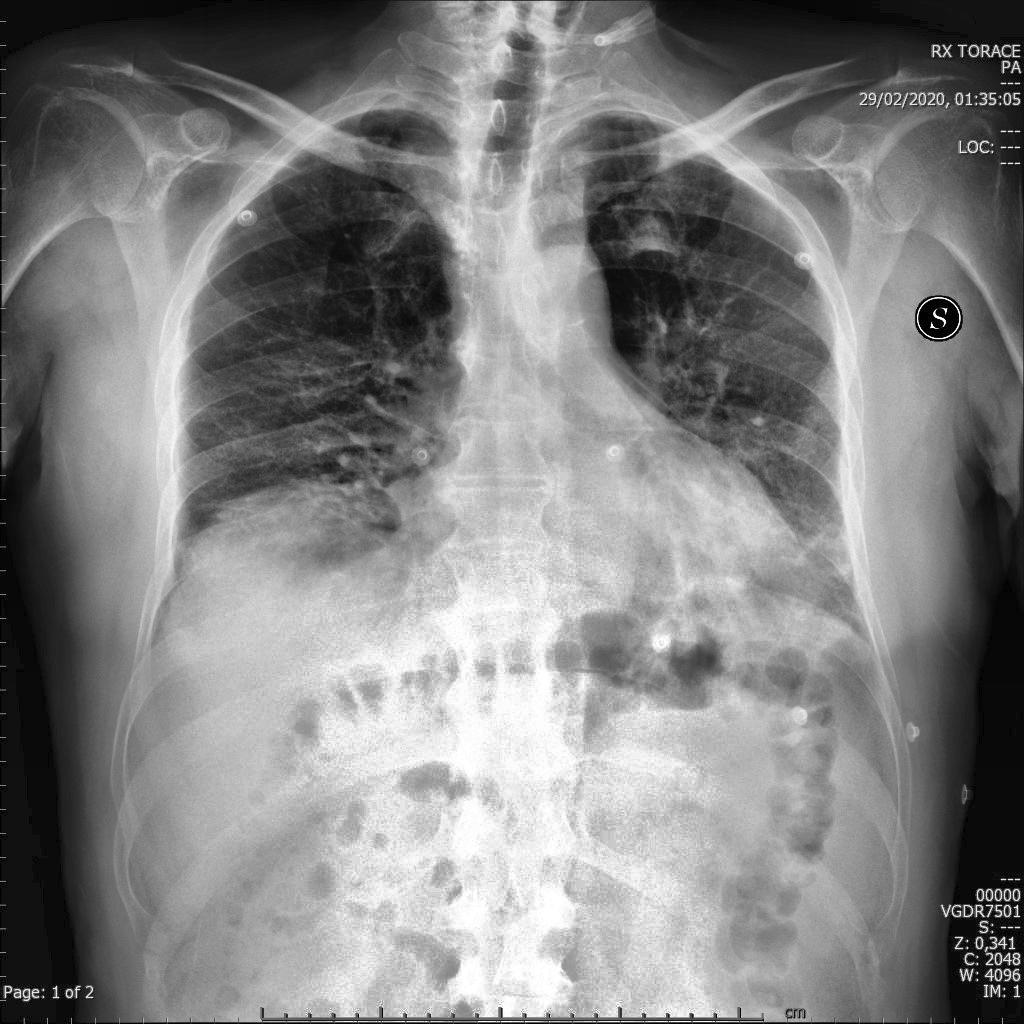 RX TORACE
PA
---
29/02/2020, 01:35:05
---
LOC: ---
---
S
---
00000
VGDR7501
S: ---
Z: 0,341
C: 2048
W: 4096
IM: 1
Page: 1 of 2
cm